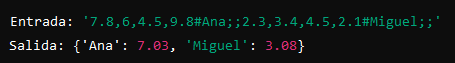 Entrada: '7.8,6,4.5,9.8#Ana;;2.3,3.4,4.5,2.1#Miguel;;'
Salida: {'Ana': 7.03, 'Miguel': 3.08}